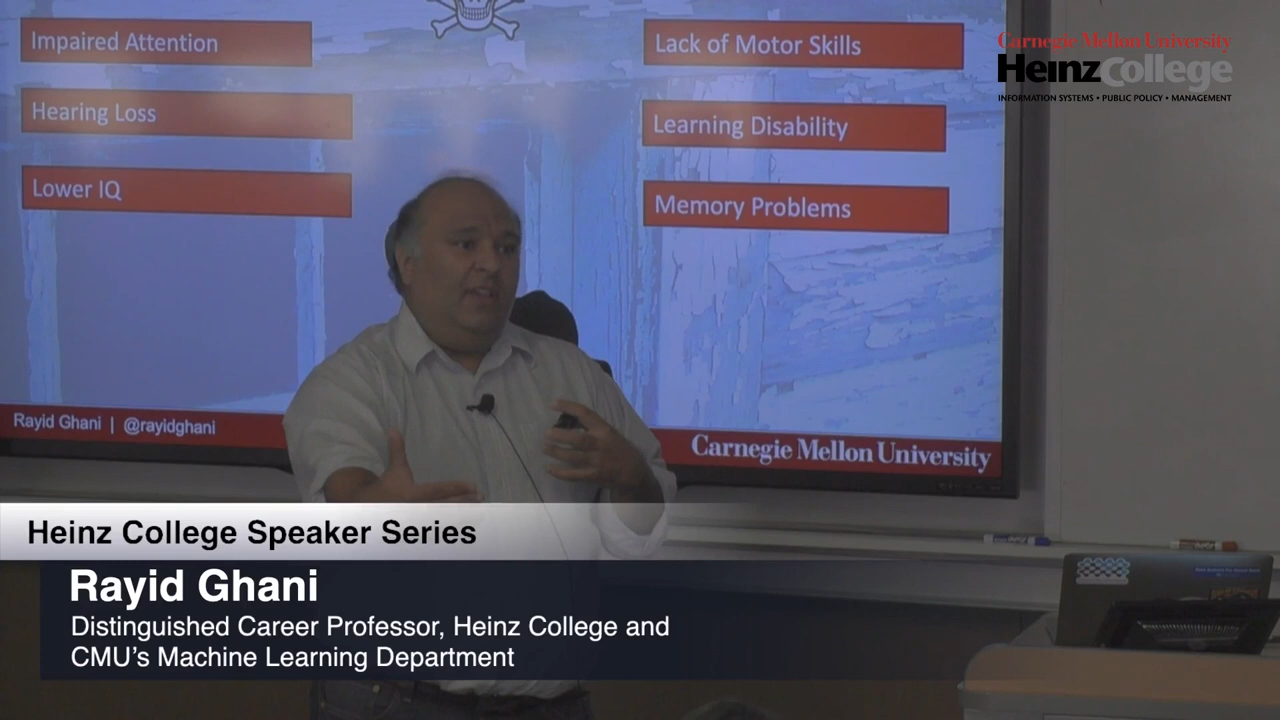 Impaired Attention
Hearing Loss
Lower IQ
Lack of Motor Skills
Learning Disability
Memory Problems
Carnegie Mellon University
HeinzCollege
INFORMATION SYSTEMS • PUBLIC POLICY • MANAGEMENT
Rayid Ghani | @rayidghani
Carnegie Mellon University
Heinz College Speaker Series
Rayid Ghani
Distinguished Career Professor, Heinz College and
CMU's Machine Learning Department